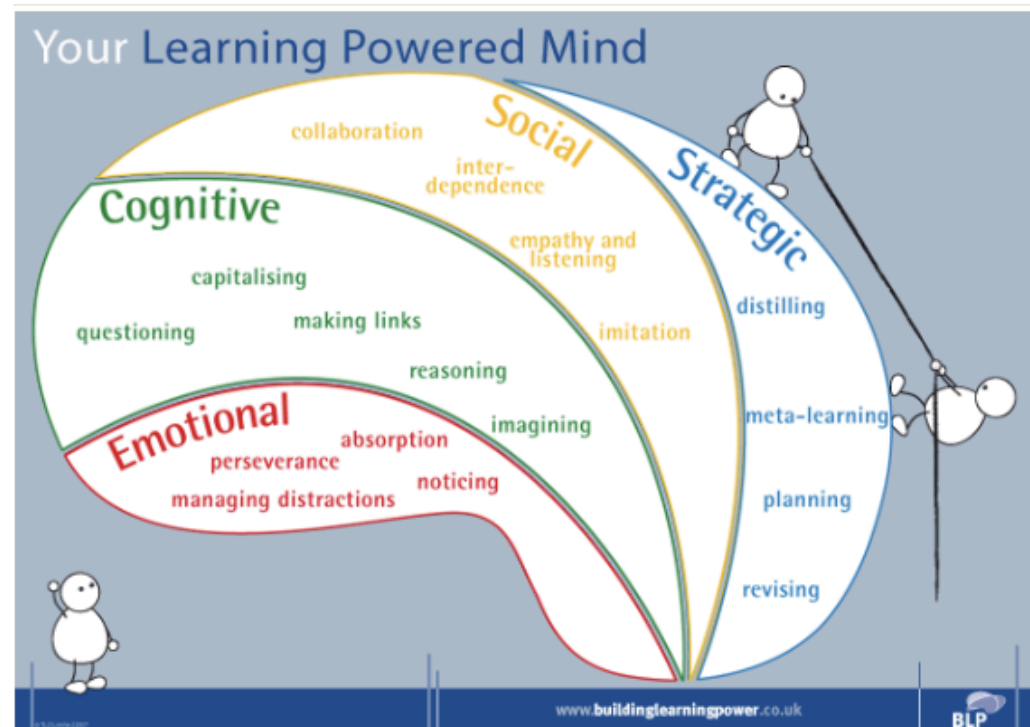 Your Learning Powered Mind
Social
collaboration
inter-
dependence
empathy and
listening
imitation
Strategic
distilling
meta-learning
planning
revising
Cognitive
capitalising
questioning
making links
reasoning
imagining
Emotional
absorption
perseverance
noticing
managing distractions
www.buildinglearningpower.co.uk
BLP